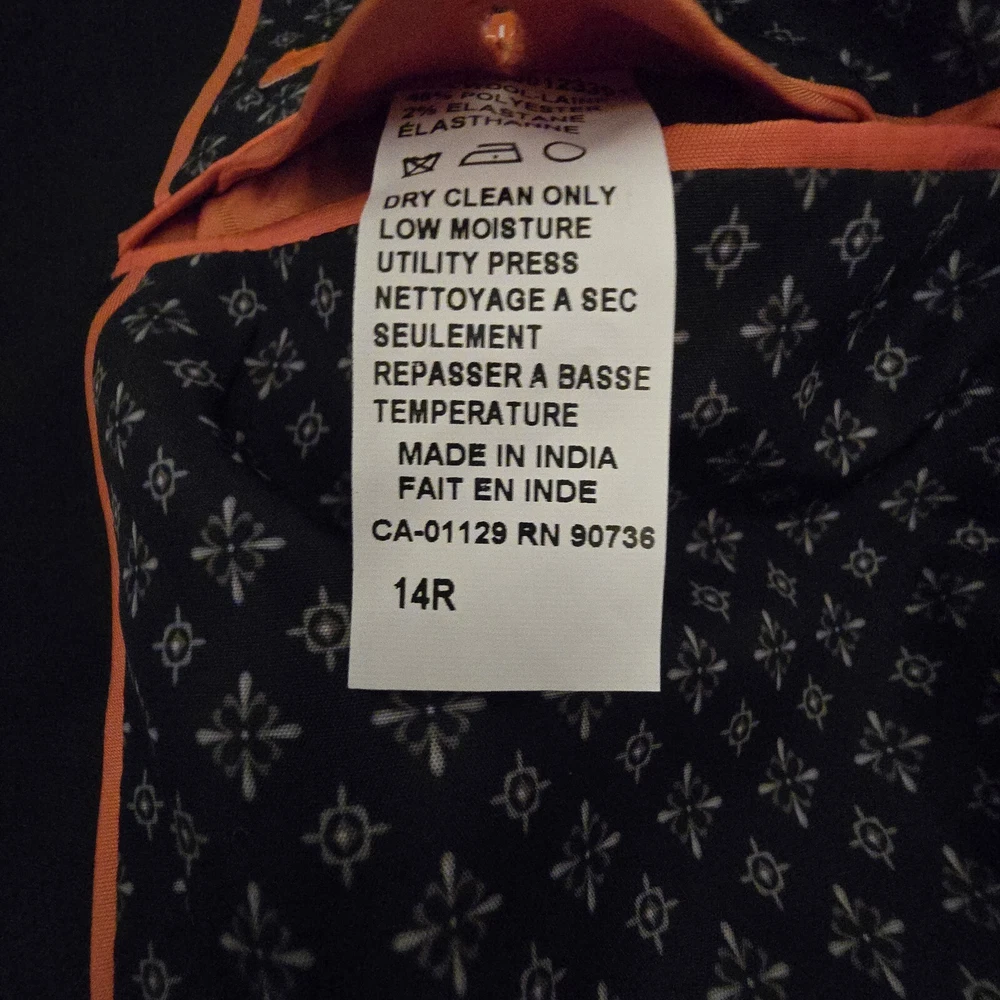 POLYESTER
2% ELASTANE
ÉLASTHANNE
DRY CLEAN ONLY
LOW MOISTURE
UTILITY PRESS
NETTOYAGE A SEC
SEULEMENT
REPASSER A BASSE
TEMPERATURE
MADE IN INDIA
FAIT EN INDE
CA-01129 RN 90736
14R